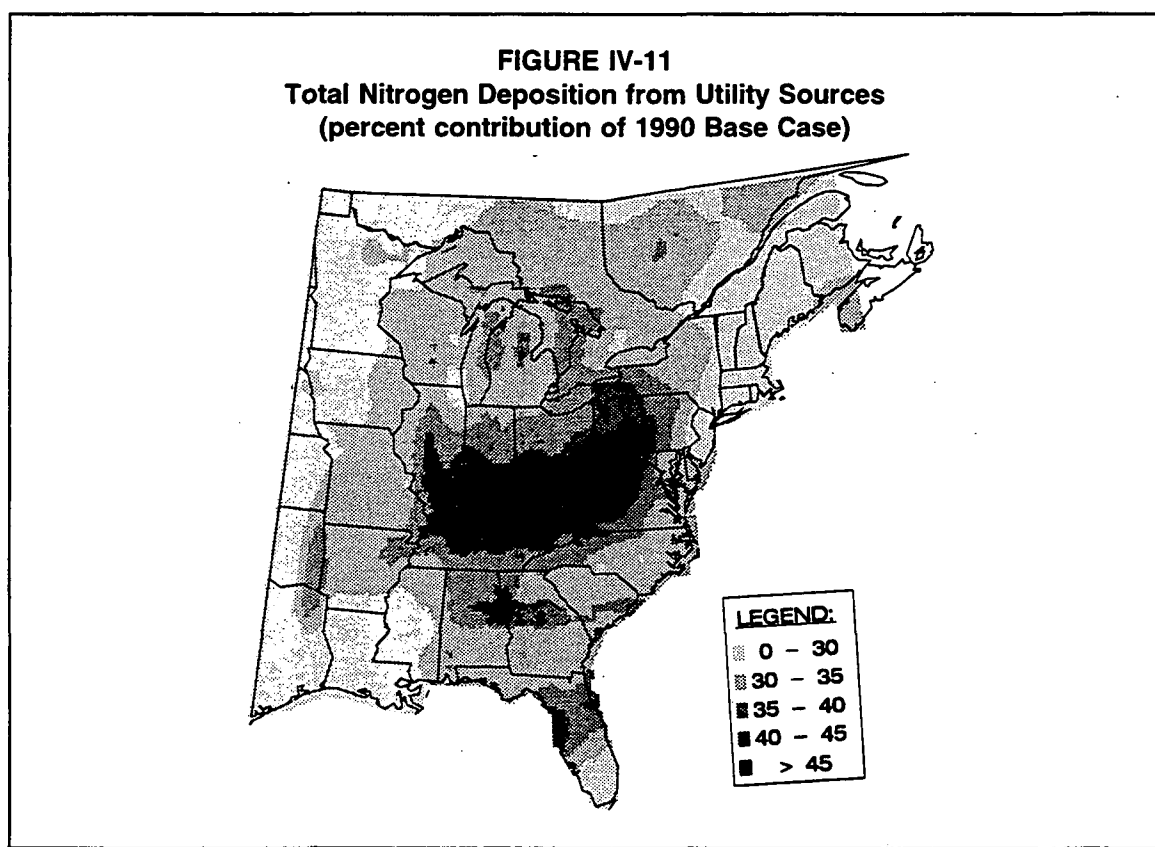 FIGURE IV-11
Total Nitrogen Deposition from Utility Sources
(percent contribution of 1990 Base Case)
LEGEND:
0 - 30
30 - 35
35 - 40
40 - 45
> 45